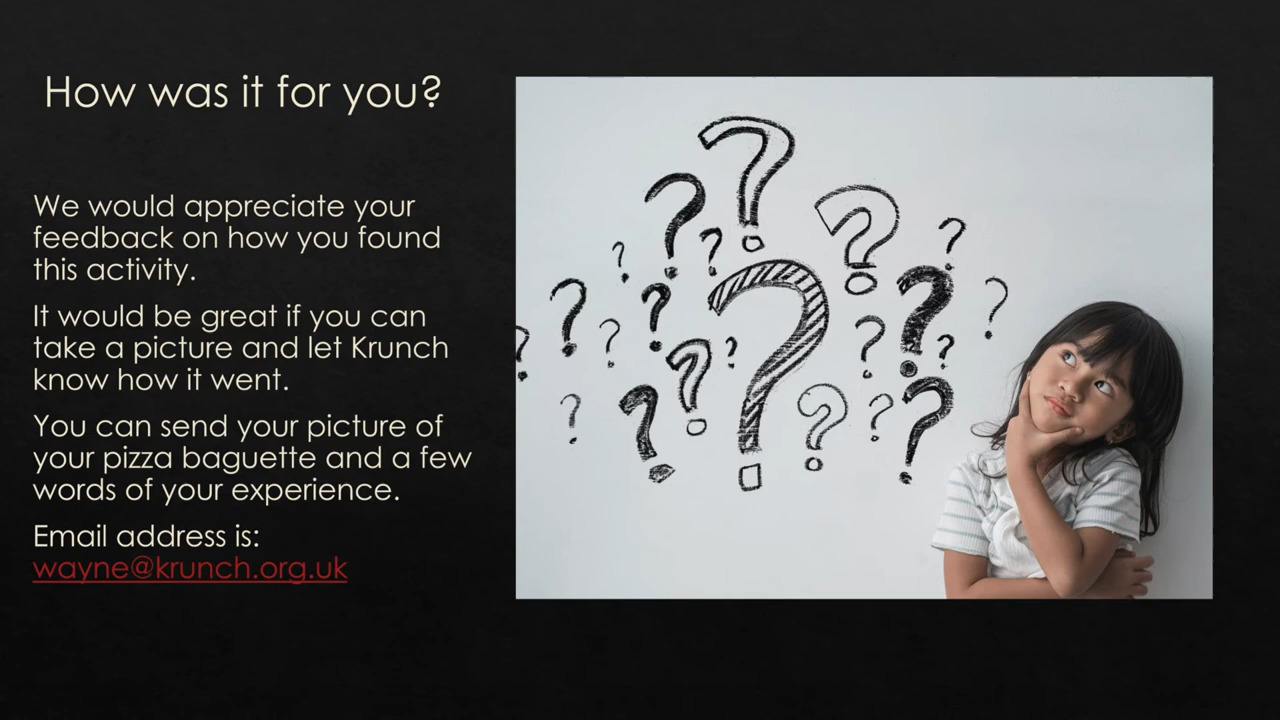 How was it for you?
We would appreciate your
feedback on how you found
this activity.
It would be great if you can
take a picture and let Krunch
know how it went.
You can send your picture of
your pizza baguette and a few
words of your experience.
Email address is:
wayne@krunch.org.uk